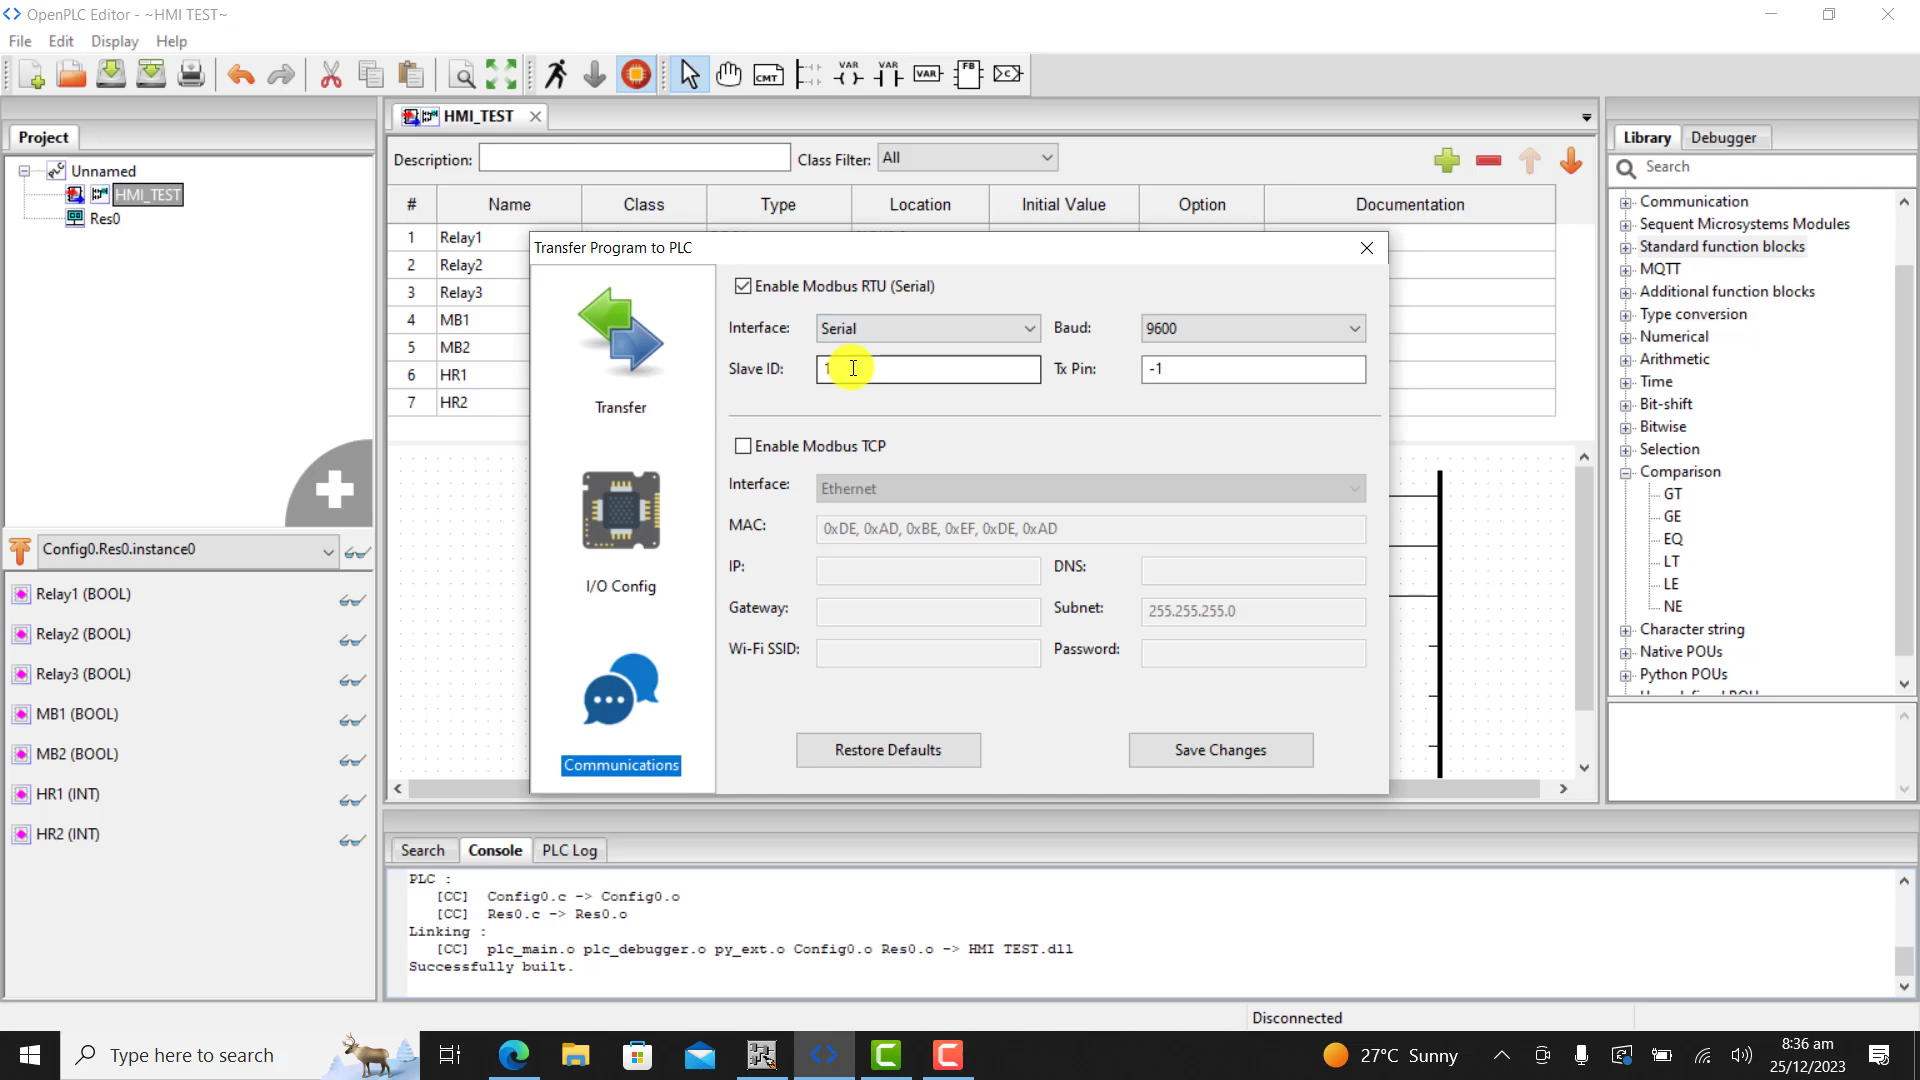 OpenPLC Editor - ~HMI TEST~
File Edit Display Help
CMT VAR VAR VAR FB C
Project
Unnamed
HMI_TEST
Res0
HMI_TEST
Description: Class Filter: All
# Name Class Type Location Initial Value Option Documentation
1 Relay1
2 Relay2
3 Relay3
4 MB1
5 MB2
6 HR1
7 HR2
Transfer Program to PLC
Transfer
I/O Config
Communications
Enable Modbus RTU (Serial)
Interface: Serial Baud: 9600
Slave ID: 1 Tx Pin: -1
Enable Modbus TCP
Interface: Ethernet
MAC: 0xDE, 0xAD, 0xBE, 0xEF, 0xDE, 0xAD
IP: DNS:
Gateway: Subnet: 255.255.255.0
Wi-Fi SSID: Password:
Restore Defaults Save Changes
Library Debugger
Search
Communication
Sequent Microsystems Modules
Standard function blocks
MQTT
Additional function blocks
Type conversion
Numerical
Arithmetic
Time
Bit-shift
Bitwise
Selection
Comparison
GT
GE
EQ
LT
LE
NE
Character string
Native POUs
Python POUs
Config0.Res0.instance0
Relay1 (BOOL)
Relay2 (BOOL)
Relay3 (BOOL)
MB1 (BOOL)
MB2 (BOOL)
HR1 (INT)
HR2 (INT)
Search Console PLC Log
PLC :
[CC] Config0.c -> Config0.o
[CC] Res0.c -> Res0.o
Linking :
[CC] plc_main.o plc_debugger.o py_ext.o Config0.o Res0.o -> HMI TEST.dll
Successfully built.
Disconnected
Type here to search
27°C Sunny
8:36 am
25/12/2023